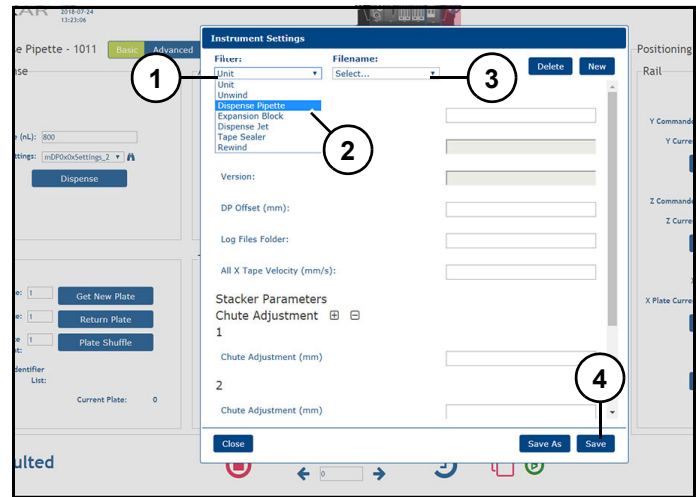 2018-07-24
13:23:06
Instrument Settings
e Pipette - 1011 Basic Advanced
Positioning
Filter: Filename:
Unit Select... Delete New
Unit
Unwind
Dispense Pipette
Expansion Block
Dispense Jet
Tape Sealer
Rewind
1
2
3
Rail
Y Commande
Y Curre
e (nL): 800
ttings: mDP0x0xSettings_2
Dispense
Version:
DP Offset (mm):
Z Commande
Z Curre
Log Files Folder:
All X Tape Velocity (mm/s):
Stacker Parameters
Chute Adjustment
1
e: 1 Get New Plate
X Plate Curre
e: 1 Return Plate
e 1 Plate Shuffle
nt:
Chute Adjustment (mm)
dentifier
List:
4
2
Current Plate: 0
Chute Adjustment (mm)
Close Save As Save
ulted
0